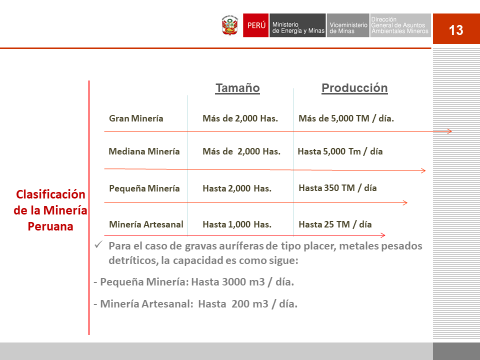 PERÚ
Ministerio
de Energía y Minas
Viceministerio
de Minas
Dirección
General de Asuntos
Ambientales Mineros
13
Tamaño Producción
Gran Minería Más de 2,000 Has. Más de 5,000 TM / día.
Mediana Minería Más de  2,000 Has. Hasta 5,000 Tm / día
Pequeña Minería Hasta 2,000 Has. Hasta 350 TM / día
Minería Artesanal Hasta 1,000 Has. Hasta 25 TM / día
Clasificación
de la Minería
Peruana
✓ Para el caso de gravas auríferas de tipo placer, metales pesados
detríticos, la capacidad es como sigue:
- Pequeña Minería: Hasta 3000 m3 / día.
- Minería Artesanal:  Hasta  200 m3 / día.